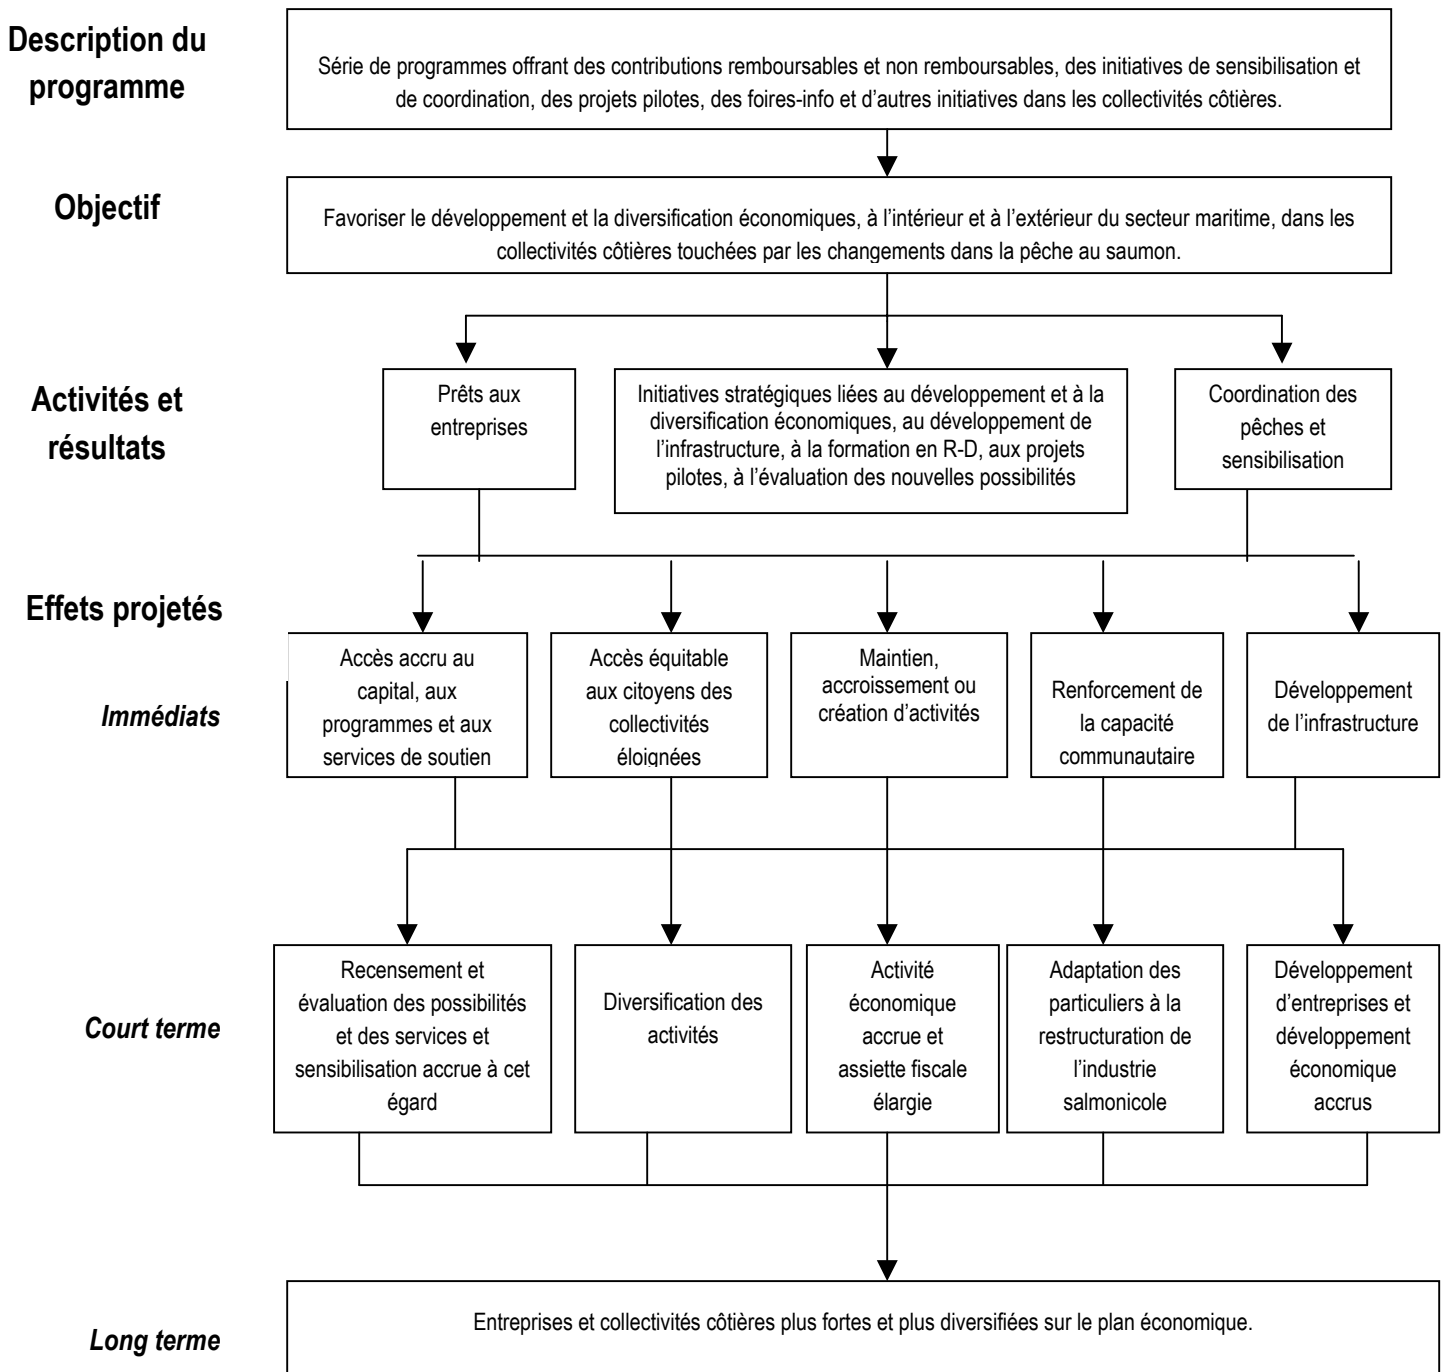 Description du
programme
Série de programmes offrant des contributions remboursables et non remboursables, des initiatives de sensibilisation et
de coordination, des projets pilotes, des foires-info et d’autres initiatives dans les collectivités côtières.
Objectif
Favoriser le développement et la diversification économiques, à l’intérieur et à l’extérieur du secteur maritime, dans les
collectivités côtières touchées par les changements dans la pêche au saumon.
Activités et
résultats
Prêts aux
entreprises
Initiatives stratégiques liées au développement et à la
diversification économiques, au développement de
l’infrastructure, à la formation en R-D, aux projets
pilotes, à l’évaluation des nouvelles possibilités
Coordination des
pêches et
sensibilisation
Effets projetés
Immédiats
Accès accru au
capital, aux
programmes et aux
services de soutien
Accès équitable
aux citoyens des
collectivités
éloignées
Maintien,
accroissement ou
création d’activités
Renforcement de
la capacité
communautaire
Développement
de l’infrastructure
Court terme
Recensement et
évaluation des possibilités
et des services et
sensibilisation accrue à cet
égard
Diversification des
activités
Activité
économique
accrue et
assiette fiscale
élargie
Adaptation des
particuliers à la
restructuration de
l’industrie
salmonicole
Développement
d’entreprises et
développement
économique
accrus
Long terme
Entreprises et collectivités côtières plus fortes et plus diversifiées sur le plan économique.